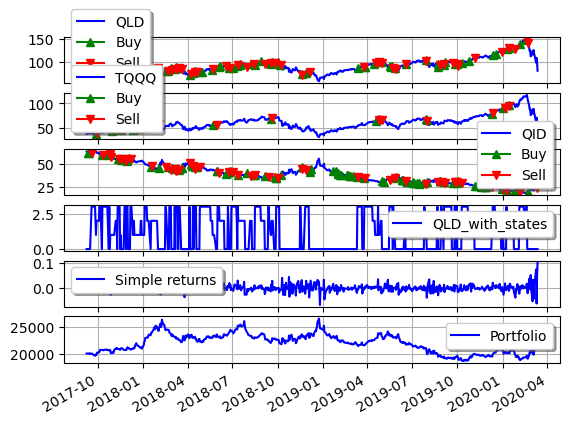 QLD
Buy
Sell
150
100
TQQQ
Buy
Sell
100
50
QID
Buy
Sell
50
25
2.5
0.0
QLD_with_states
0.1
0.0
Simple returns
25000
20000
Portfolio
2017-10
2018-01
2018-04
2018-07
2018-10
2019-01
2019-04
2019-07
2019-10
2020-01
2020-04